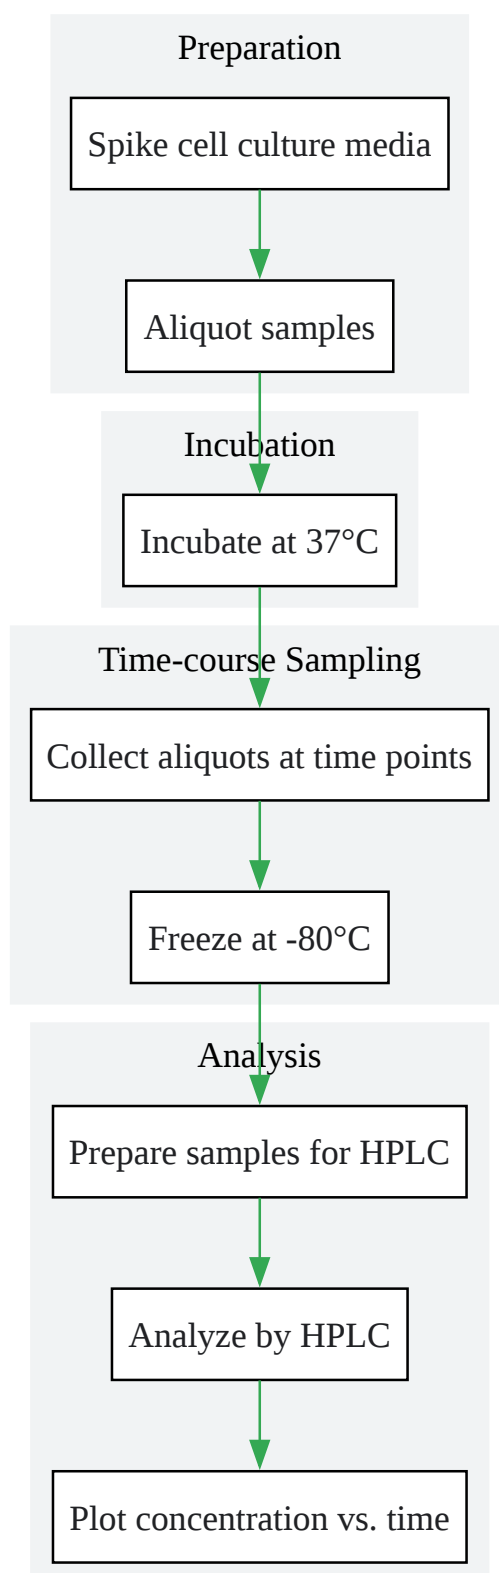 Preparation
Spike cell culture media
Aliquot samples
Incubation
Incubate at 37°C
Time-course Sampling
Collect aliquots at time points
Freeze at -80°C
Analysis
Prepare samples for HPLC
Analyze by HPLC
Plot concentration vs. time